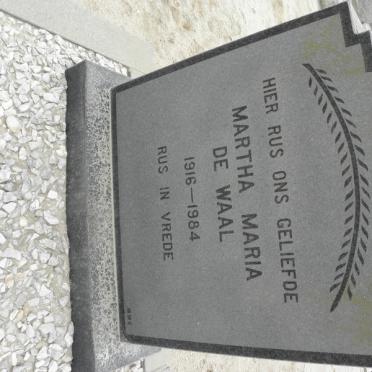 HIER RUS ONS GELIEFDE
MARTHA MARIA
DE WAAL
1916—1984
RUS IN VREDE